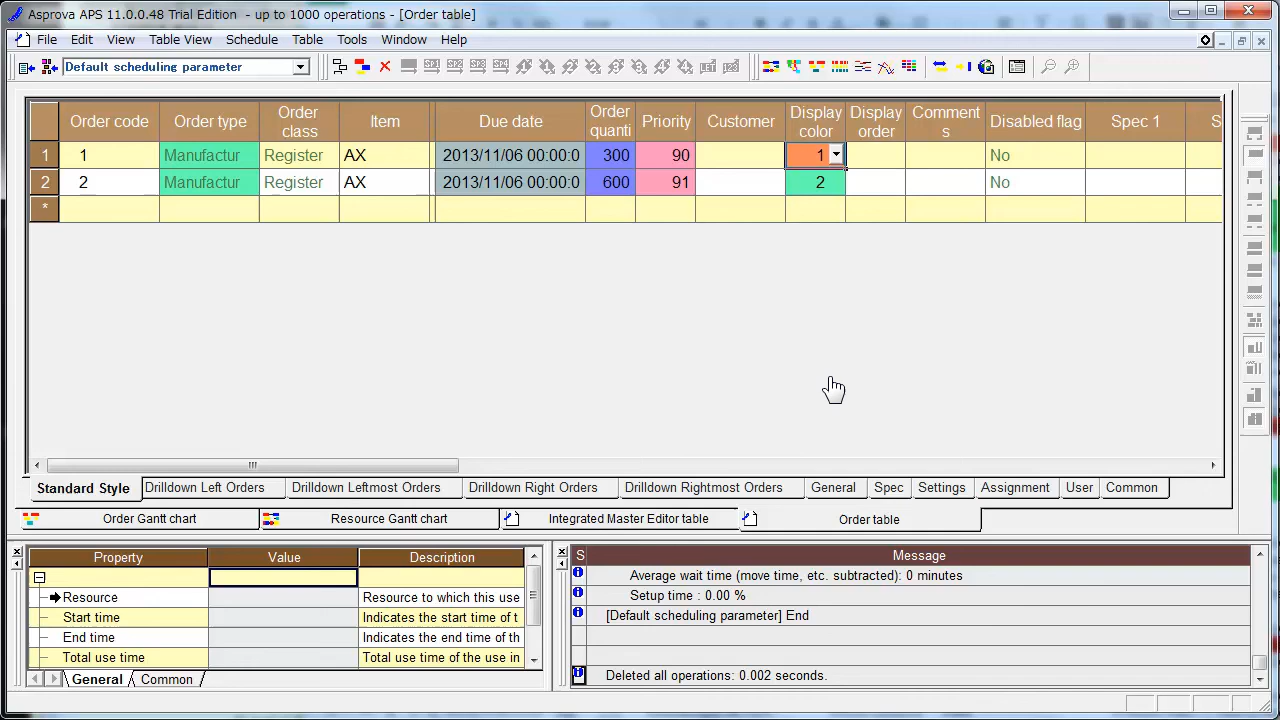 Asprova APS 11.0.0.48 Trial Edition - up to 1000 operations - [Order table]
File Edit View Table View Schedule Table Tools Window Help
Default scheduling parameter
Order code Order type Order class Item Due date Order quanti Priority Customer Display color Display order Comment s Disabled flag Spec 1 S
1 1 Manufactur Register AX 2013/11/06 00:00:0 300 90 1 No
2 2 Manufactur Register AX 2013/11/06 00:00:0 600 91 2 No
*
Standard Style Drilldown Left Orders Drilldown Leftmost Orders Drilldown Right Orders Drilldown Rightmost Orders General Spec Settings Assignment User Common
Order Gantt chart Resource Gantt chart Integrated Master Editor table Order table
Property Value Description
Resource Resource to which this use
Start time Indicates the start time of t
End time Indicates the end time of th
Total use time Total use time of the use in
General Common
S Message
Average wait time (move time, etc. subtracted): 0 minutes
Setup time : 0.00 %
[Default scheduling parameter] End
Deleted all operations: 0.002 seconds.